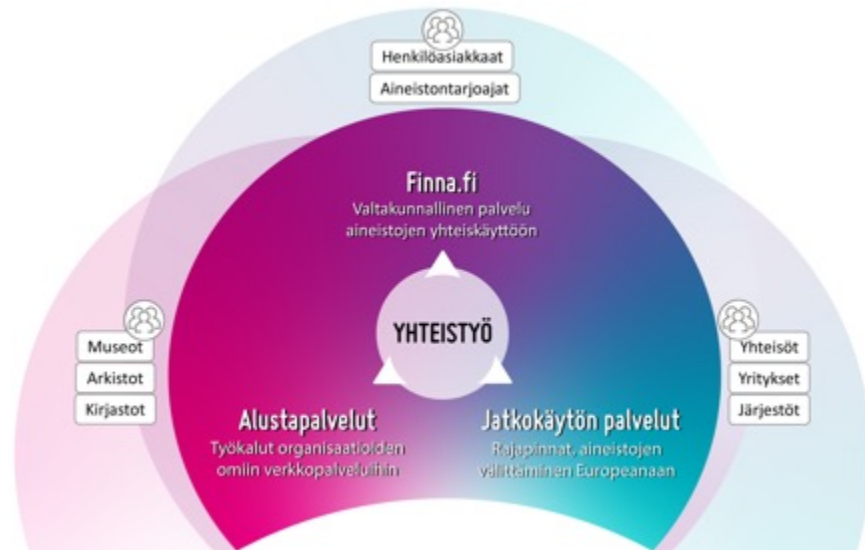 Henkilöasiakkaat
Aineistontarjoajat
Finna.fi
Valtakunnallinen palvelu
aineistojen yhteiskäyttöön
YHTEISTYÖ
Museot
Arkistot
Kirjastot
Yhteisöt
Yritykset
Järjestöt
Alustapalvelut
Työkalut organisaatioiden
omiin verkkopalveluihin
Jatkokäytön palvelut
Rajapinnat, aineistojen
välittäminen Europeanaan